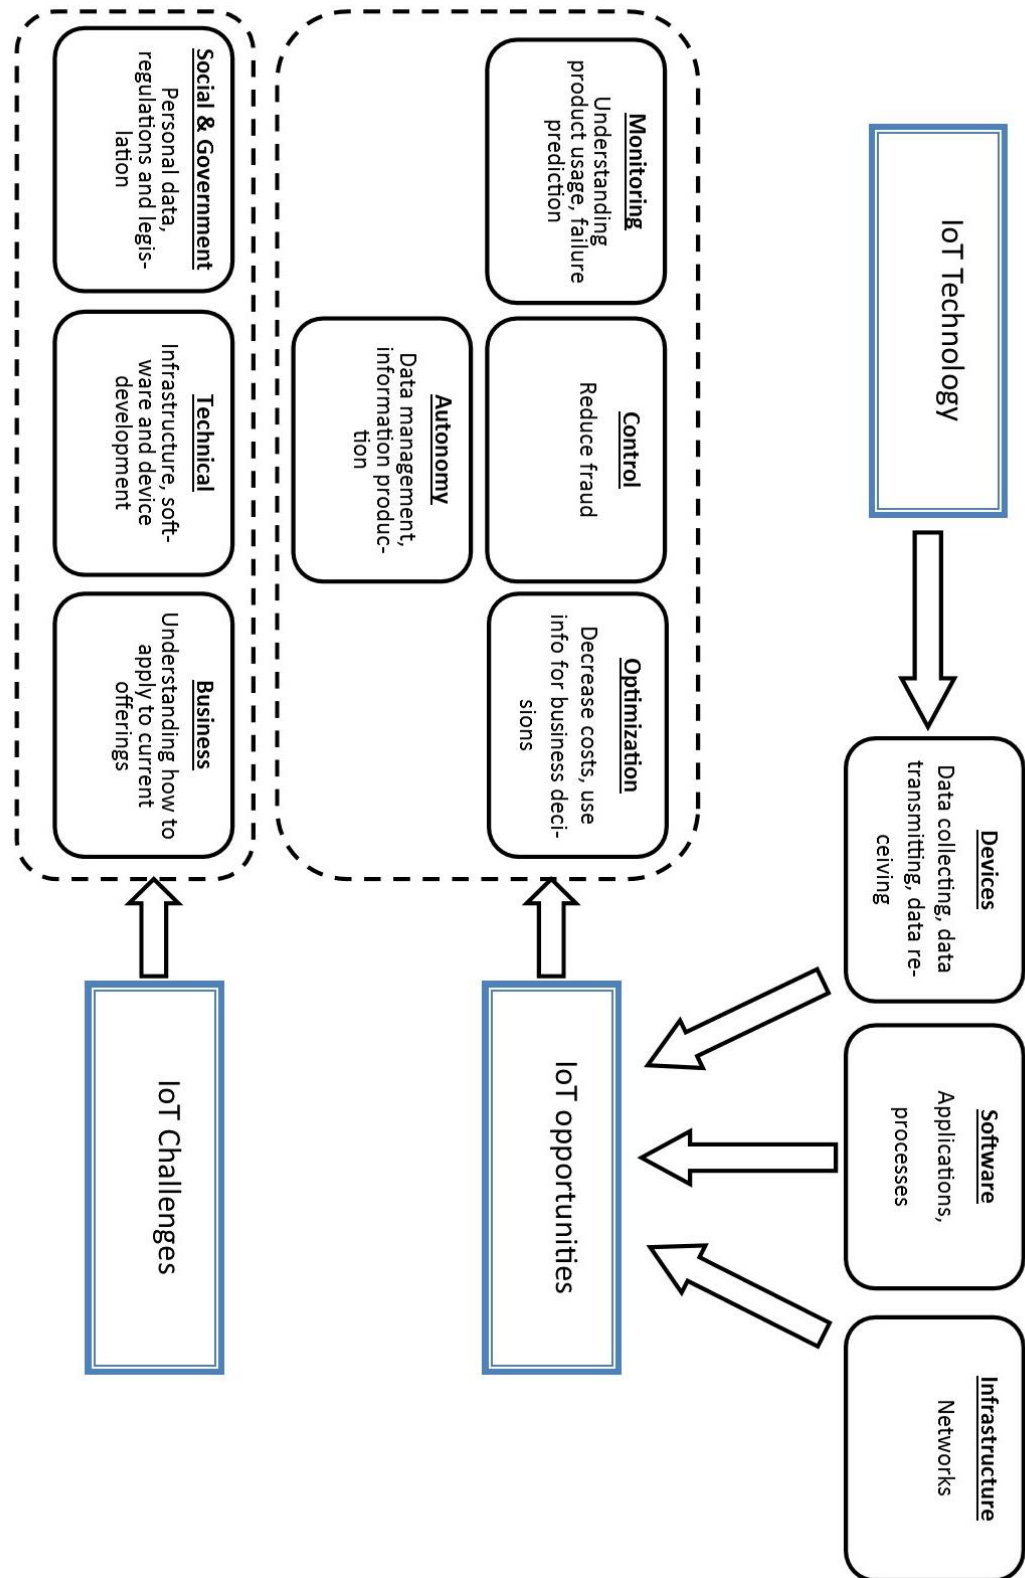 IoT Technology
Devices
Data collecting, data
transmitting, data re-
ceiving
Software
Applications,
processes
Infrastructure
Networks
Monitoring
Understanding
product usage, failure
prediction
Control
Reduce fraud
Optimization
Decrease costs, use
info for business deci-
sions
Autonomy
Data management,
information produc-
tion
IoT opportunities
Social & Government
Personal data,
regulations and legis-
lation
Technical
Infrastructure, soft-
ware and device
development
Business
Understanding how to
apply to current
offerings
IoT Challenges